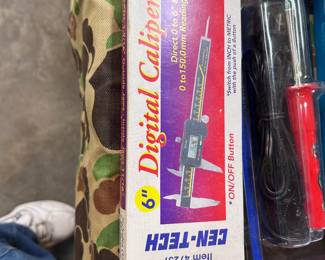 6" Digital Caliper
Direct 0 to 6" &
0 to 150.0mm Reading
*Switch from INCH to METRIC
with the push of a Button
*ON/OFF Button
CEN-TECH
Item 47257